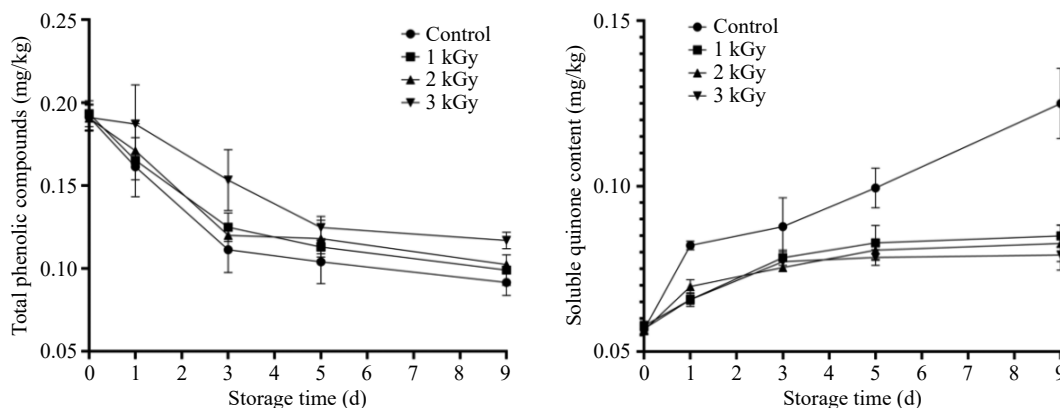 0.25
0.20
0.15
0.10
0.05
Total phenolic compounds (mg/kg)
Control
1 kGy
2 kGy
3 kGy
0 1 2 3 4 5 6 7 8 9
Storage time (d)
0.15
0.10
0.05
Soluble quinone content (mg/kg)
Control
1 kGy
2 kGy
3 kGy
0 1 2 3 4 5 6 7 8 9
Storage time (d)